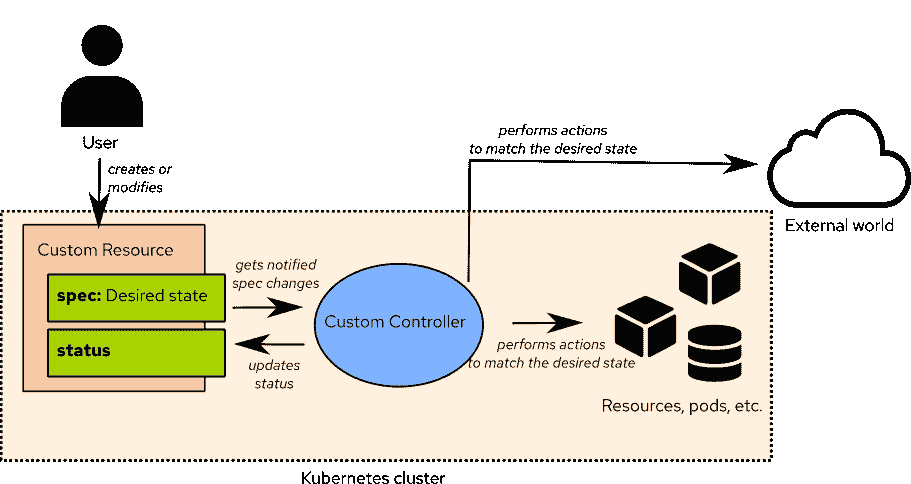 User
creates or
modifies
performs actions
to match the desired state
External world
Custom Resource
spec: Desired state
status
gets notified
spec changes
updates
status
Custom Controller
performs actions
to match the desired state
Resources, pods, etc.
Kubernetes cluster